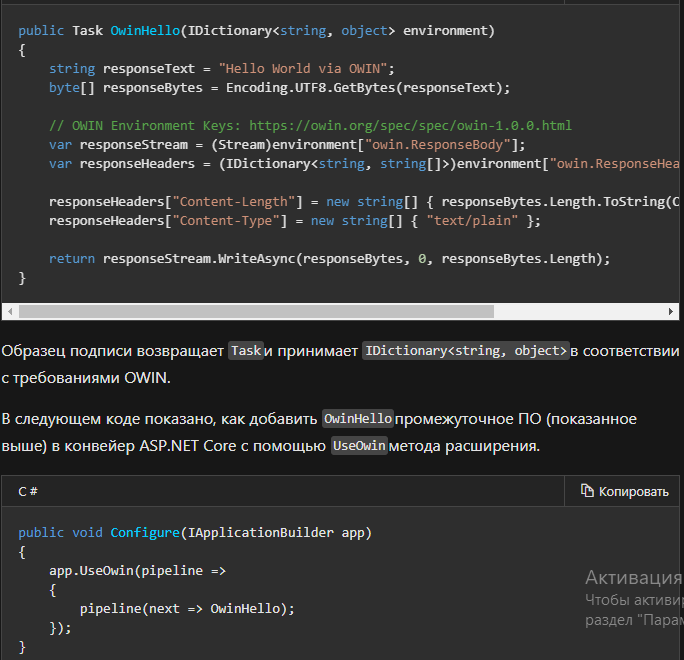 public Task OwinHello(IDictionary<string, object> environment)
{
    string responseText = "Hello World via OWIN";
    byte[] responseBytes = Encoding.UTF8.GetBytes(responseText);

    // OWIN Environment Keys: https://owin.org/spec/spec/owin-1.0.0.html
    var responseStream = (Stream)environment["owin.ResponseBody"];
    var responseHeaders = (IDictionary<string, string[]>)environment["owin.ResponseHea

    responseHeaders["Content-Length"] = new string[] { responseBytes.Length.ToString(C
    responseHeaders["Content-Type"] = new string[] { "text/plain" };

    return responseStream.WriteAsync(responseBytes, 0, responseBytes.Length);
}
Образец подписи возвращает Task и принимает IDictionary<string, object> в соответствии
с требованиями OWIN.
В следующем коде показано, как добавить OwinHello промежуточное ПО (показанное
выше) в конвейер ASP.NET Core с помощью UseOwin метода расширения.
C # Копировать
public void Configure(IApplicationBuilder app)
{
    app.UseOwin(pipeline =>
    {
        pipeline(next => OwinHello);
    });
}
Активация
Чтобы активир
раздел "Парам